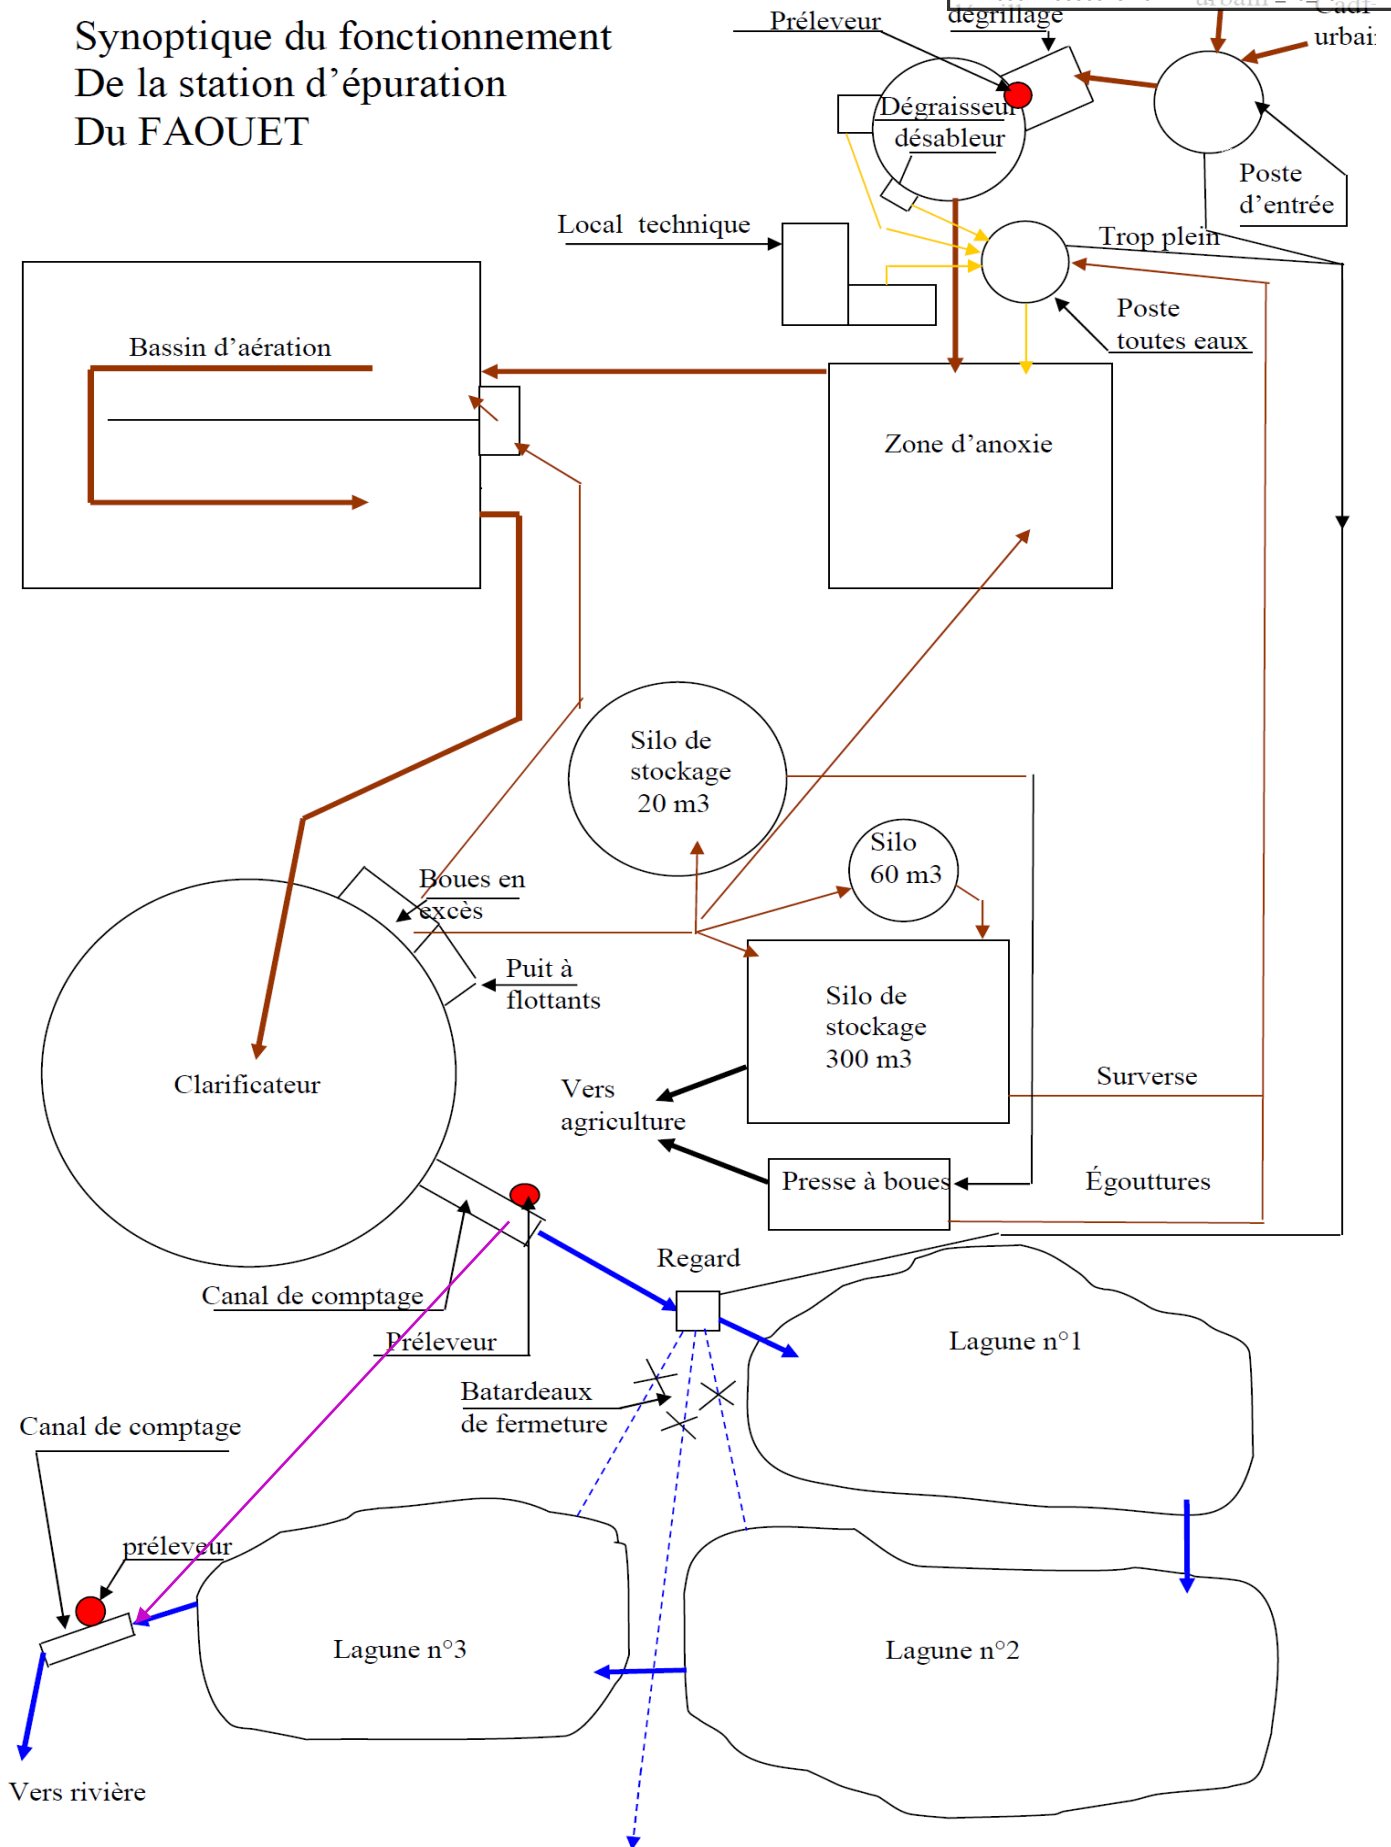 Synoptique du fonctionnement
De la station d'épuration
Du FAOUET
Préleveur
dégrillage
urbain
Dégraisseur
désableur
Poste
d'entrée
Local technique
Trop plein
Poste
toutes eaux
Bassin d'aération
Zone d'anoxie
Silo de
stockage
20 m3
Silo
60 m3
Boues en
excès
Puit à
flottants
Silo de
stockage
300 m3
Clarificateur
Vers
agriculture
Surverse
Presse à boues
Égouttures
Regard
Canal de comptage
Préleveur
Lagune n°1
Batardeaux
de fermeture
Canal de comptage
préleveur
Lagune n°3
Lagune n°2
Vers rivière